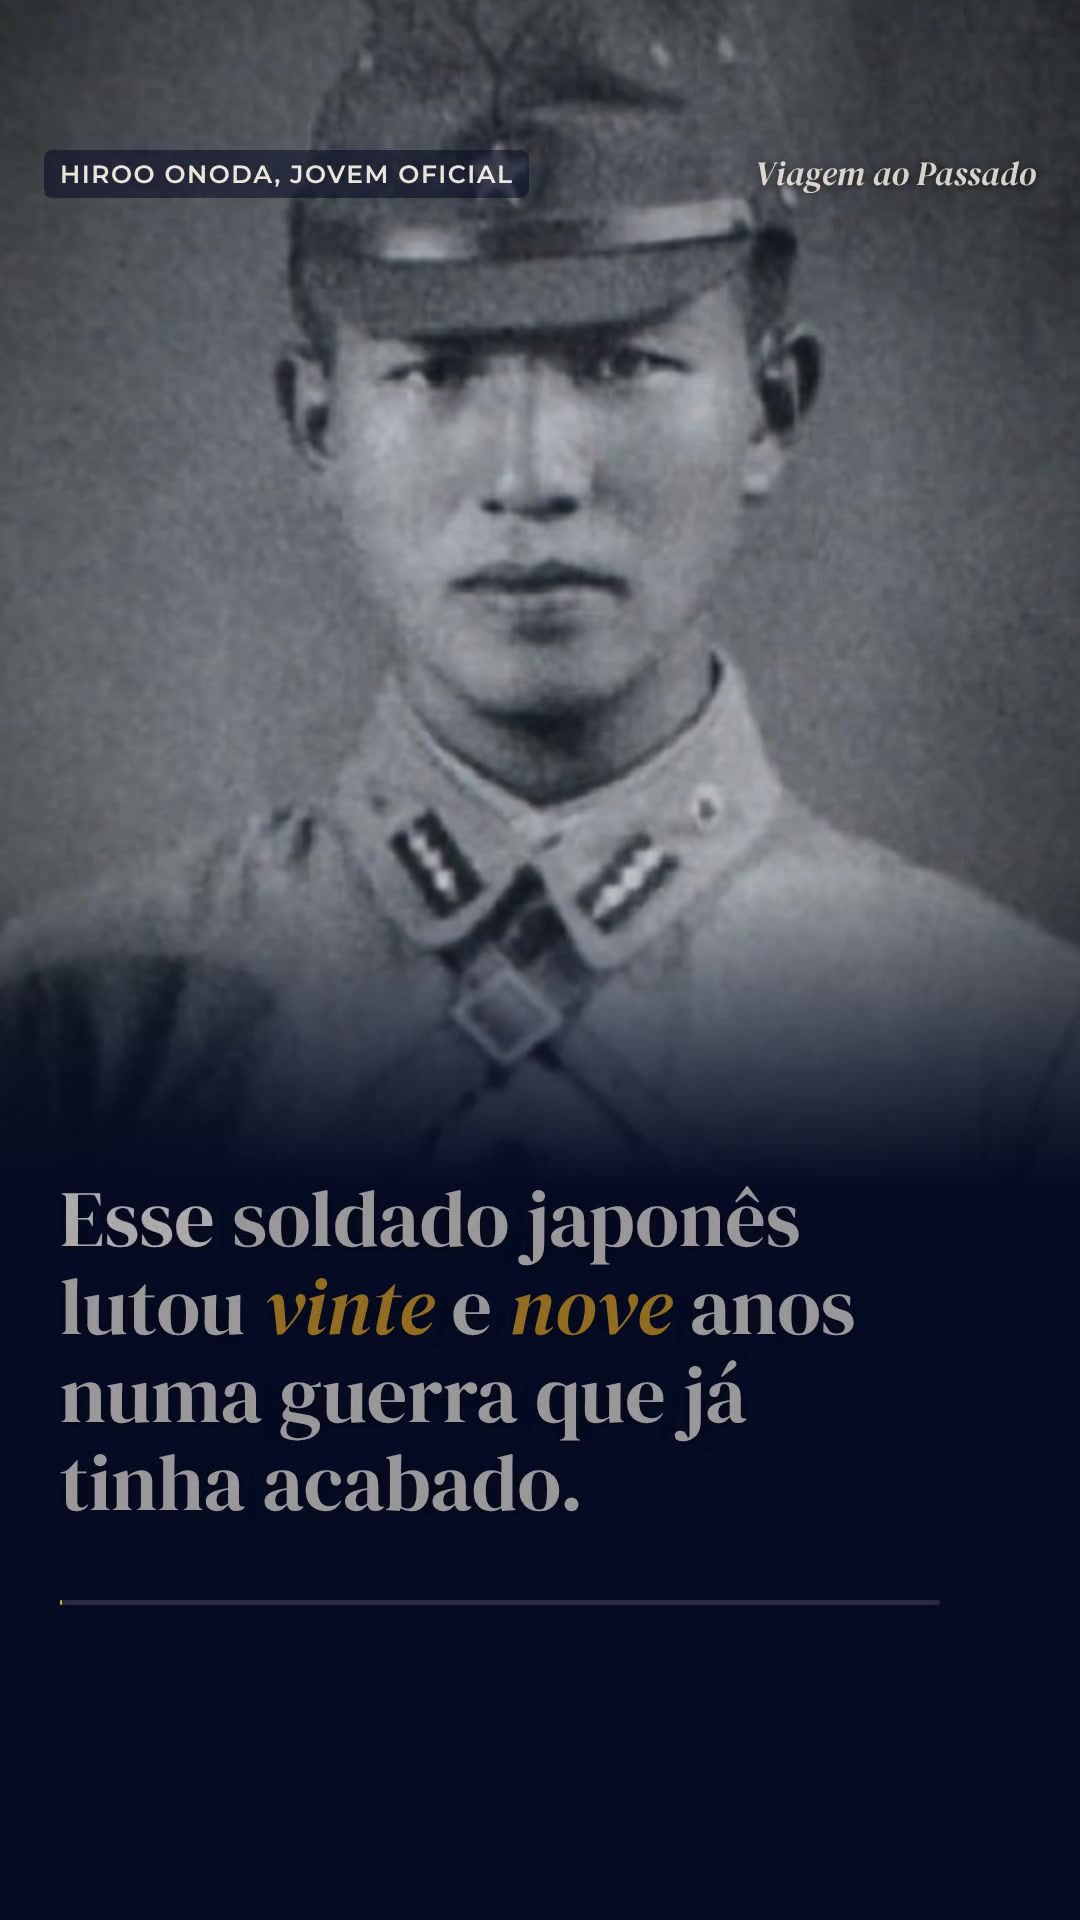 HIROO ONODA, JOVEM OFICIAL
Viagem ao Passado
Esse soldado japonês
lutou vinte e nove anos
numa guerra que já
tinha acabado.